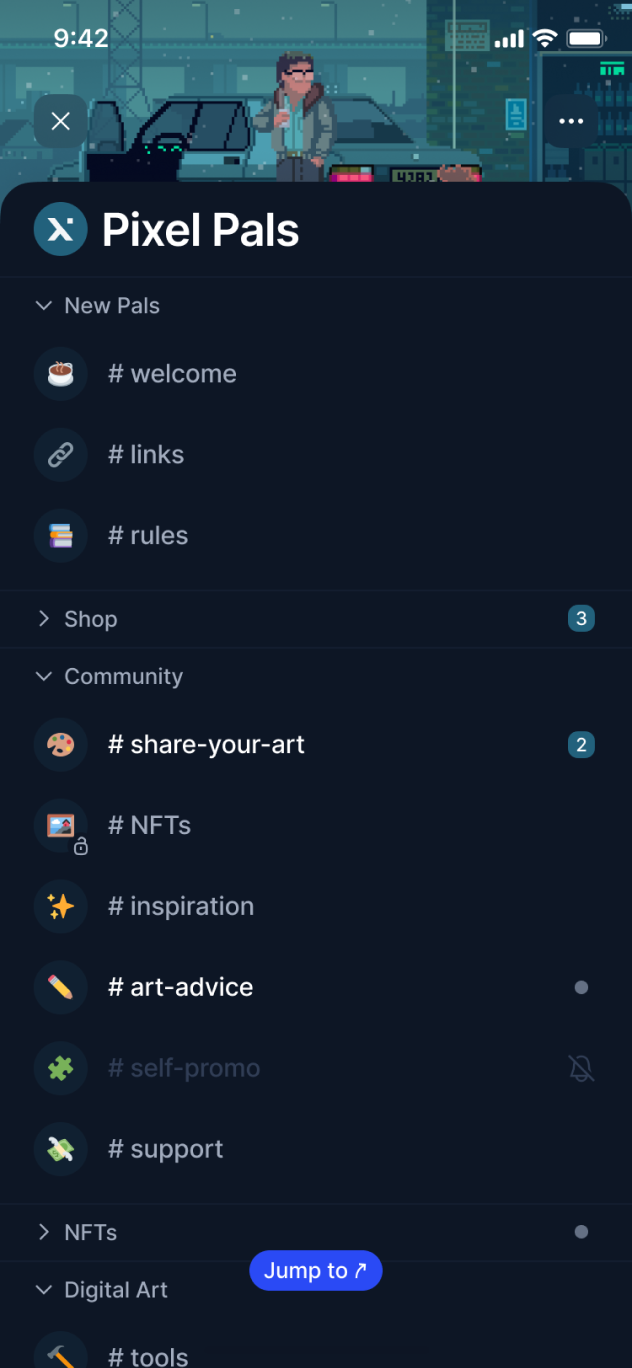 9:42
Pixel Pals
New Pals
# welcome
# links
# rules
Shop
3
Community
# share-your-art
2
# NFTs
# inspiration
# art-advice
# self-promo
# support
NFTs
Jump to ↗
Digital Art
# tools